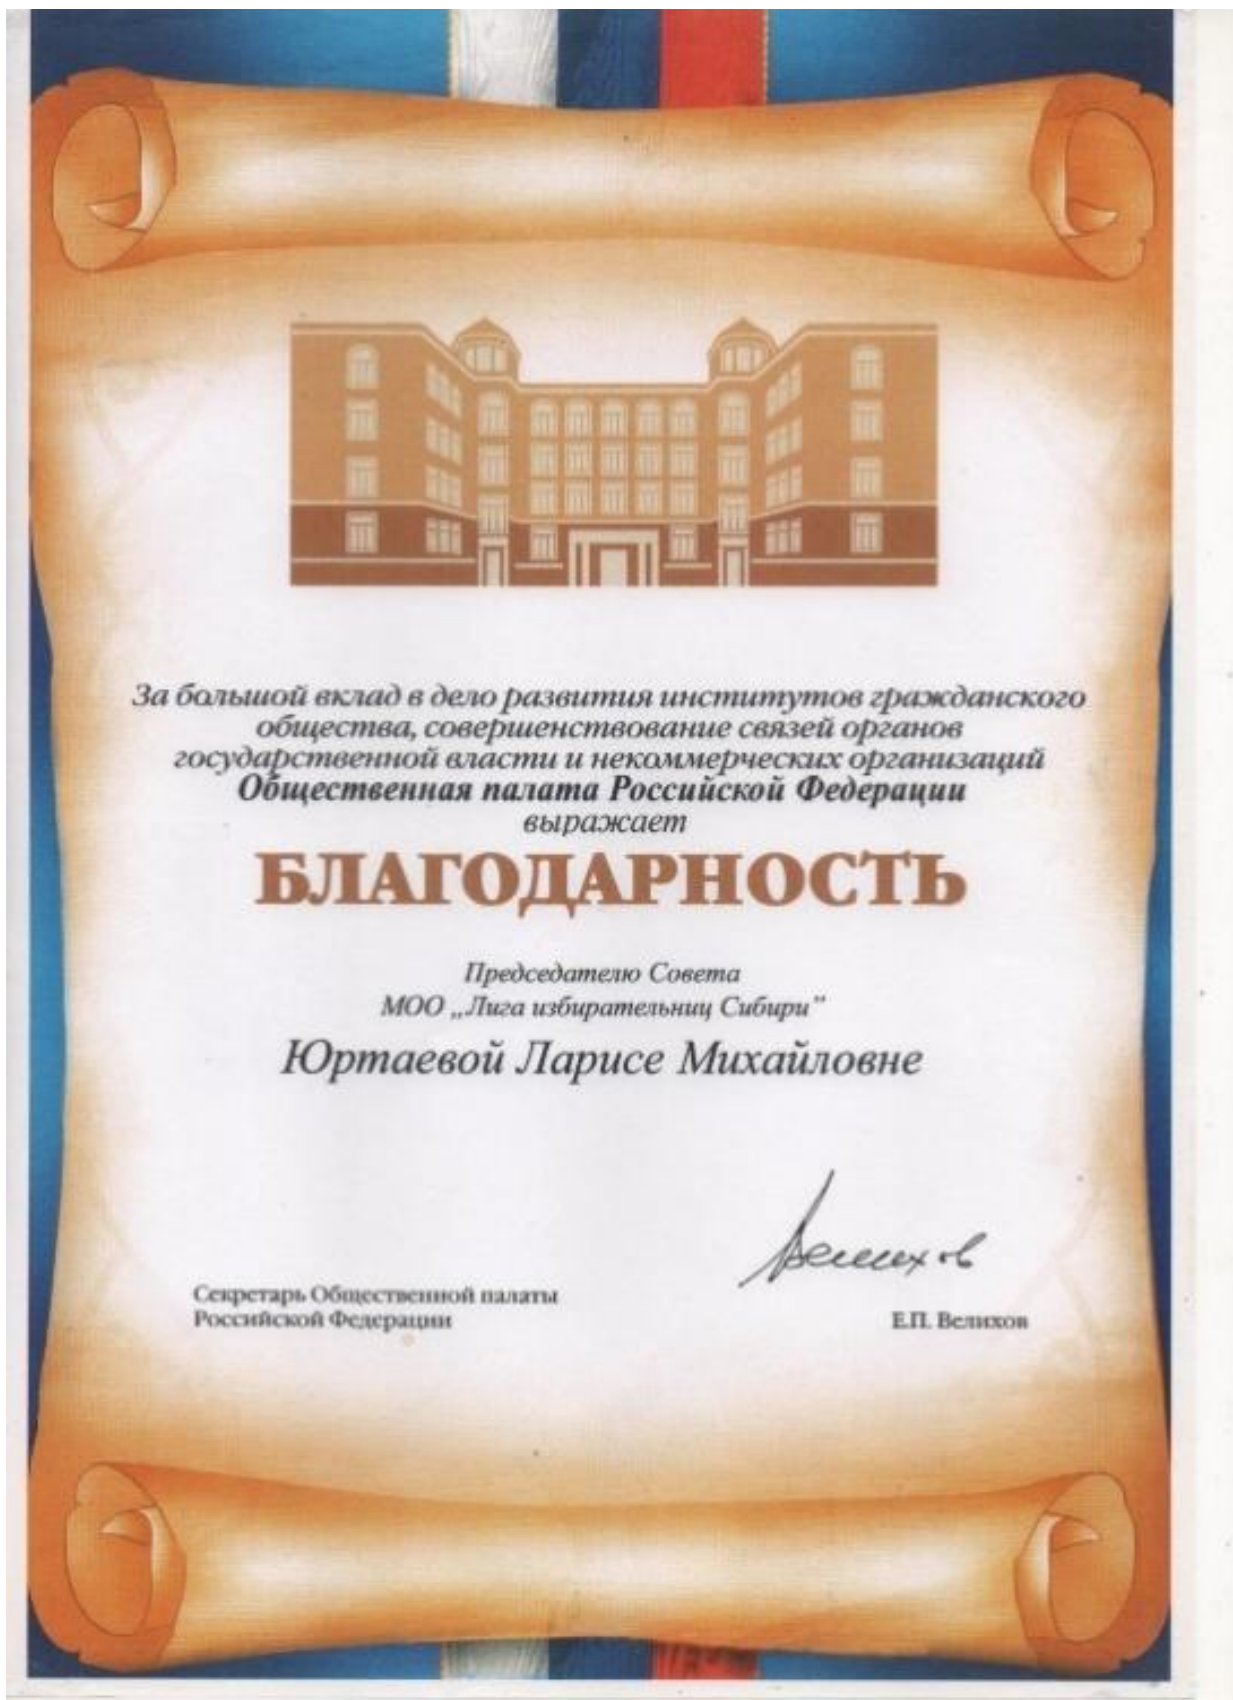 За большой вклад в дело развития институтов гражданского
общества, совершенствование связей органов
государственной власти и некоммерческих организаций
Общественная палата Российской Федерации
выражает
БЛАГОДАРНОСТЬ
Председателю Совета
МОО „Лига избирательниц Сибири”
Юртаевой Ларисе Михайловне
Велихов
Секретарь Общественной палаты
Российской Федерации
Е.П. Велихов